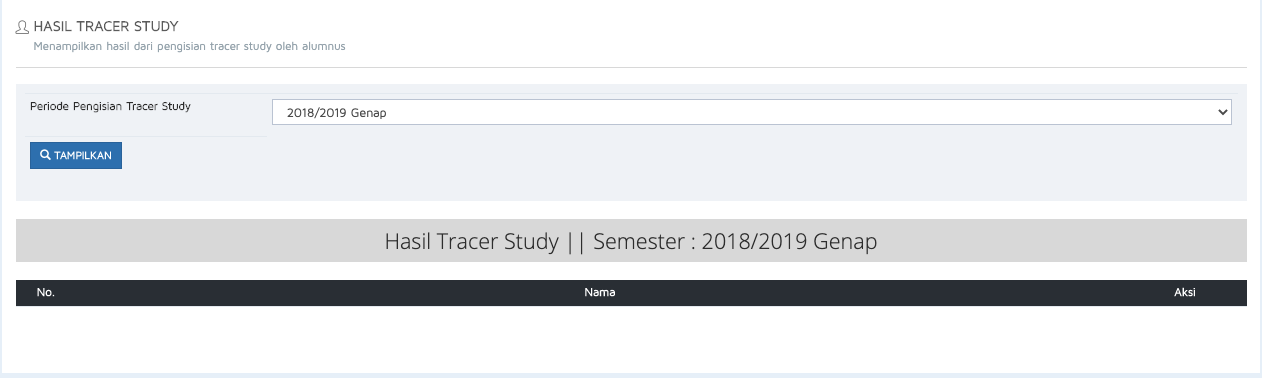 HASIL TRACER STUDY
Menampilkan hasil dari pengisian tracer study oleh alumnus
Periode Pengisian Tracer Study
2018/2019 Genap
TAMPILKAN
Hasil Tracer Study || Semester : 2018/2019 Genap
No. Nama Aksi